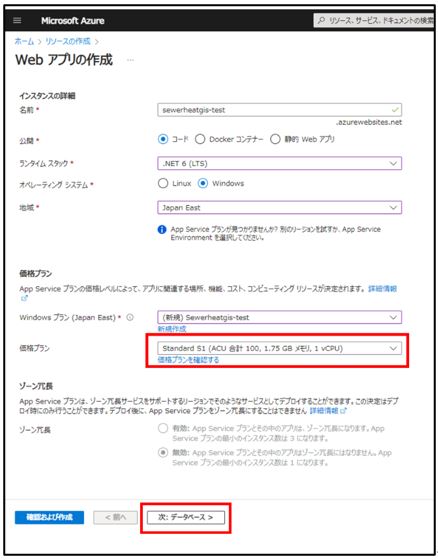 Microsoft Azure
リソース、サービス、ドキュメントの検索
ホーム > リソースの作成 >
Web アプリの作成 …
インスタンスの詳細
名前 *
sewerheatgis-test
.azurewebsites.net
公開 *
コード Docker コンテナー 静的 Web アプリ
ランタイム スタック *
.NET 6 (LTS)
オペレーティング システム *
Linux Windows
地域 *
Japan East
App Service プランが見つかりませんか? 別のリージョンを試すか、App Service
Environment を選択してください。
価格プラン
App Service プランの価格レベルによって、アプリに関連する場所、機能、コスト、コンピューティング リソースが決定されます。 詳細情報
Windows プラン (Japan East) *
(新規) Sewerheatgis-test
新規作成
価格プラン
Standard S1 (ACU 合計 100, 1.75 GB メモリ, 1 vCPU)
価格プランを確認する
ゾーン冗長
App Service プランは、ゾーン冗長サービスをサポートするリージョンでそのようなサービスとしてデプロイすることができます。この決定はデプ
ロイ時にのみ行うことができます。デプロイ後に、App Service プランをゾーン冗長にすることはできません 詳細情報
ゾーン冗長
有効: App Service プランとその中のアプリは、ゾーン冗長になります。App
Service プランの最小のインスタンス数は 3 になります。
無効: App Service プランとその中のアプリはゾーン冗長にはなりません。App
Service プランの最小のインスタンス数は 1 になります。
確認および作成
< 前へ
次: データベース >